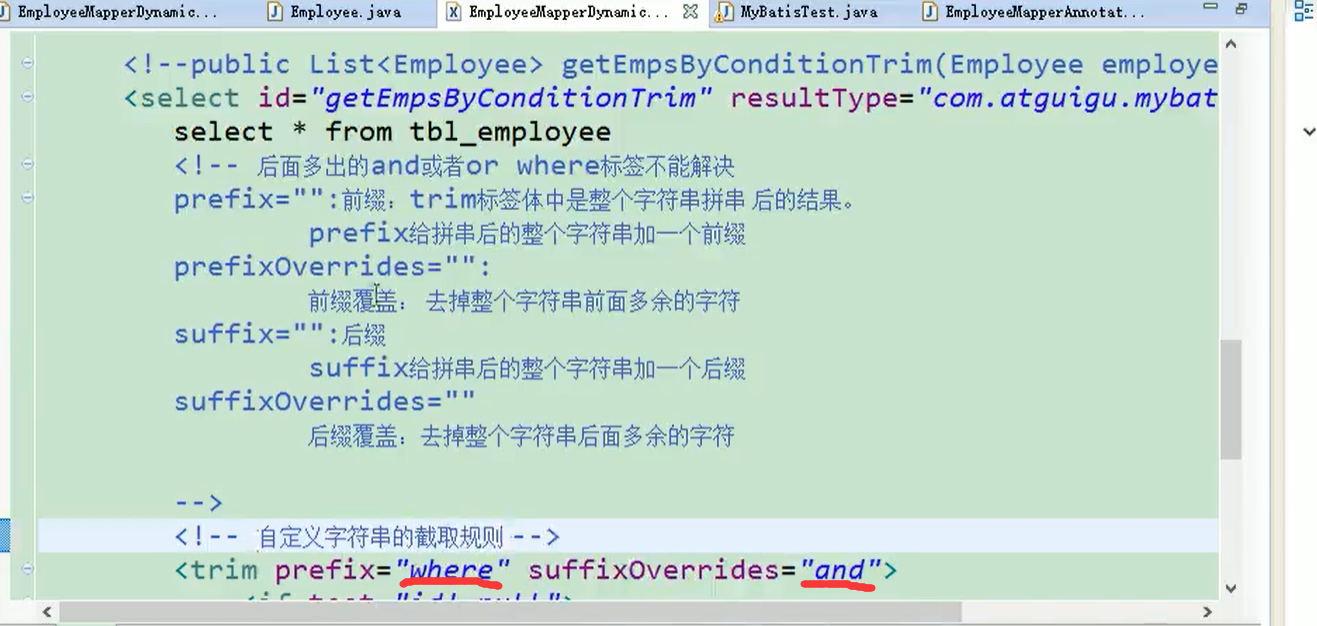 EmployeeMapperDynamic...
Employee.java
EmployeeMapperDynamic...
MyBatisTest.java
EmployeeMapperAnnotat...
<!--public List<Employee> getEmpsByConditionTrim(Employee employe
<select id="getEmpsByConditionTrim" resultType="com.atguigu.mybat
select * from tbl_employee
<!-- 后面多出的and或者or where标签不能解决
prefix="":前缀：trim标签体中是整个字符串拼串 后的结果。
prefix给拼串后的整个字符串加一个前缀
prefixOverrides="":
前缀覆盖： 去掉整个字符串前面多余的字符
suffix="":后缀
suffix给拼串后的整个字符串加一个后缀
suffixOverrides=""
后缀覆盖：去掉整个字符串后面多余的字符
-->
<!-- 自定义字符串的截取规则 -->
<trim prefix="where" suffixOverrides="and">